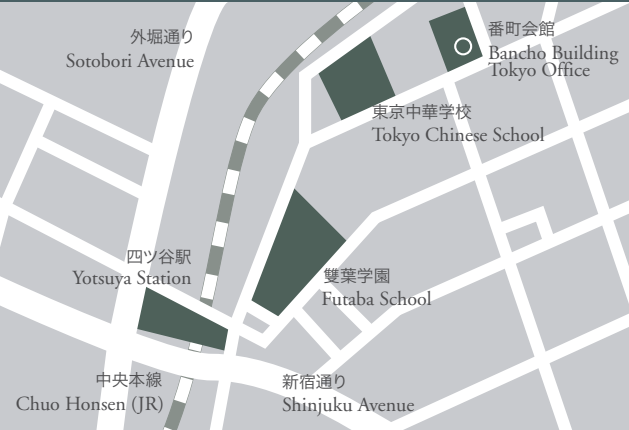 外堀通り
Sotobori Avenue
番町会館
Bancho Building
Tokyo Office
東京中華学校
Tokyo Chinese School
四ツ谷駅
Yotsuya Station
雙葉学園
Futaba School
中央本線
Chuo Honsen (JR)
新宿通り
Shinjuku Avenue